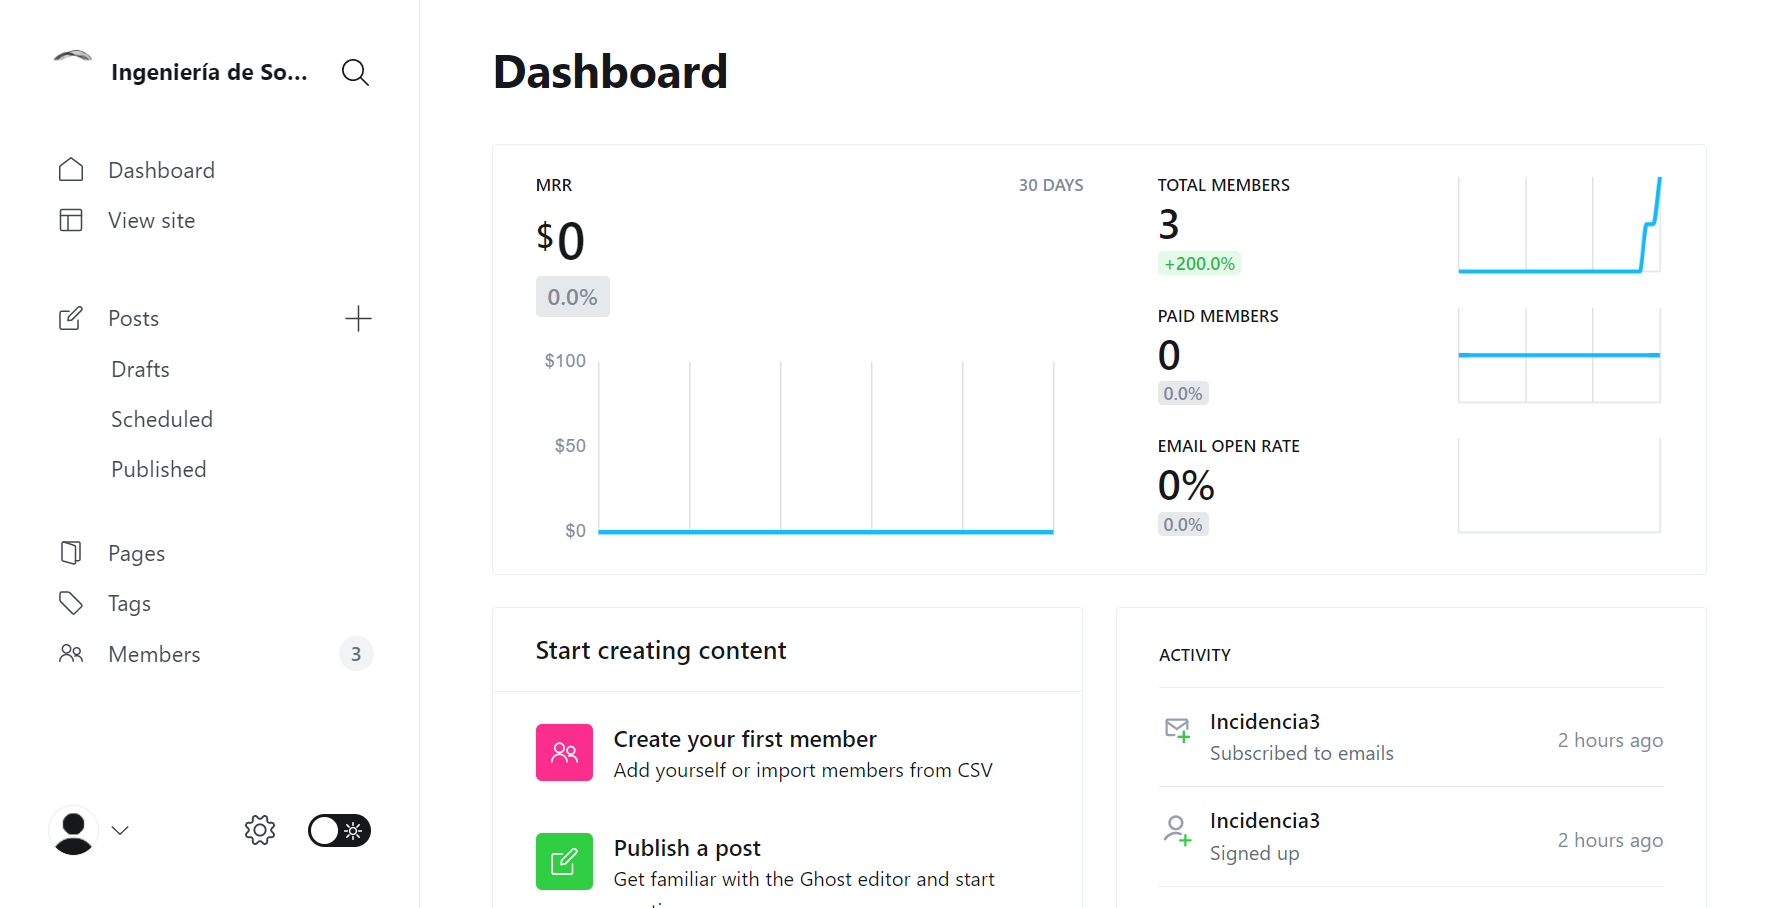 Ingeniería de So...
Dashboard
View site
Posts
Drafts
Scheduled
Published
Pages
Tags
Members
3
Dashboard
MRR
30 DAYS
$0
0.0%
$100
$50
$0
TOTAL MEMBERS
3
+200.0%
PAID MEMBERS
0
0.0%
EMAIL OPEN RATE
0%
0.0%
Start creating content
Create your first member
Add yourself or import members from CSV
Publish a post
Get familiar with the Ghost editor and start
ACTIVITY
Incidencia3
Subscribed to emails
2 hours ago
Incidencia3
Signed up
2 hours ago